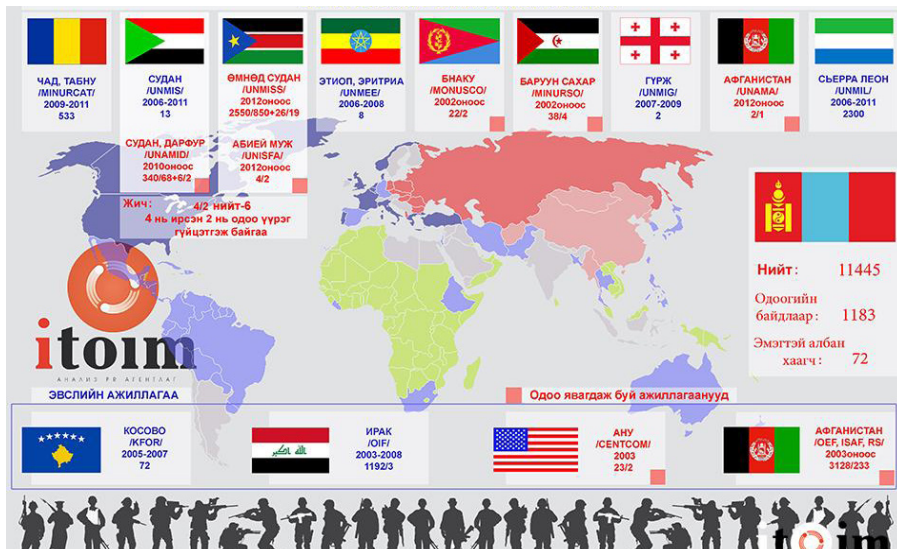 ЧАД, ТАБНУ
/MINURCAT/
2009-2011
533
СУДАН
/UNMIS/
2006-2011
13
ӨМНӨД СУДАН
/UNMISS/
2012оноос
2550/850+26/19
ЭТИОП, ЭРИТРИА
/UNMEE/
2006-2008
8
БНАКУ
/MONUSCO/
2002оноос
22/2
БАРУУН САХАР
/MINURSO/
2002оноос
38/4
ГҮРЖ
/UNMIG/
2007-2009
2
АФГАНИСТАН
/UNAMA/
2012оноос
2/1
СЬЕРРА ЛЕОН
/UNMIL/
2006-2011
2300
СУДАН, ДАРФУР
/UNAMID/
2010оноос
340/68+6/2
АБИЕЙ МУЖ
/UNISFA/
2012оноос
4/2
Жич: 4/2 нийт-6
4 нь ирсэн 2 нь одоо үүрэг
гүйцэтгэж байгаа
Нийт: 11445
Одоогийн
байдлаар: 1183
Эмэгтэй албан
хаагч: 72
itoim
АНАЛИЗ PR АГЕНТЛАГ
ЭВСЛИЙН АЖИЛЛАГАА
Одоо явагдаж буй ажиллагаанууд
КОСОВО
/KFOR/
2005-2007
72
ИРАК
/OIF/
2003-2008
1192/3
АНУ
/CENTCOM/
2003
23/2
АФГАНИСТАН
/OEF, ISAF, RS/
2003оноос
3128/233
itoim